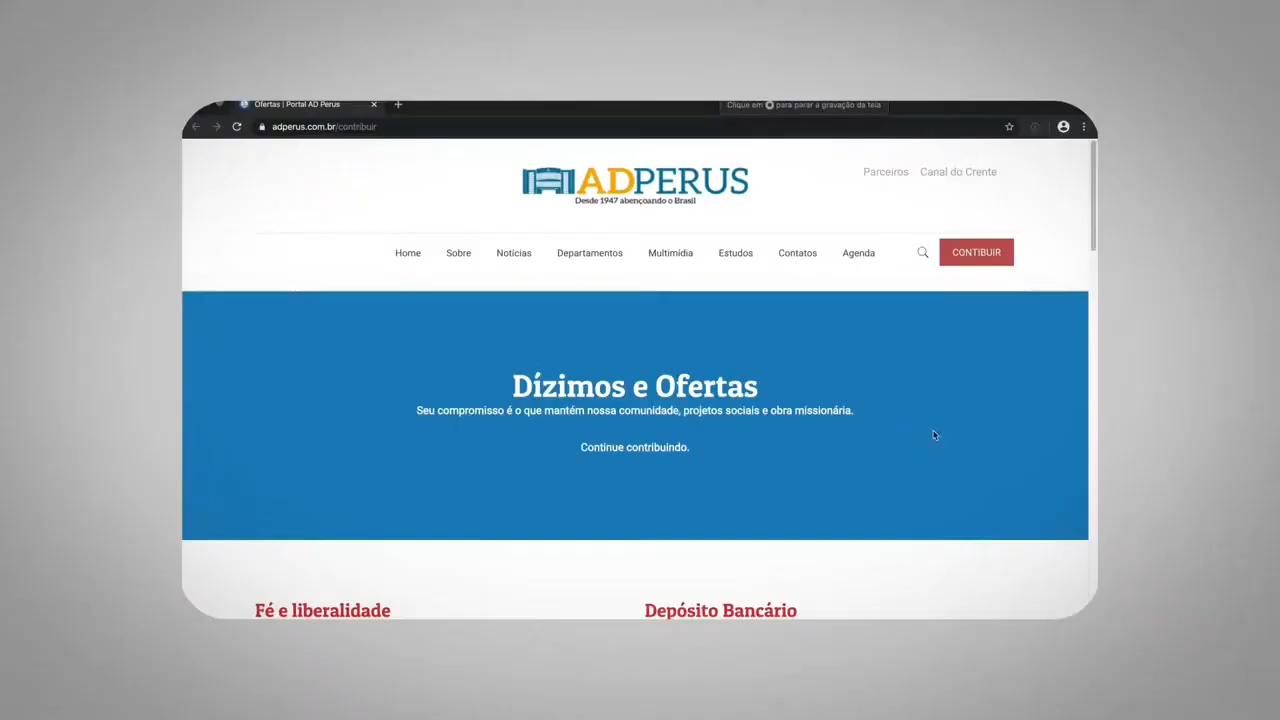 Ofertas | Portal AD Perus
Clique em para parar a gravação da tela
adperus.com.br/contribuir
Parceiros Canal do Crente
ADPERUS
Desde 1947 abençoando o Brasil
Home Sobre Notícias Departamentos Multimídia Estudos Contatos Agenda CONTIBUIR
Dízimos e Ofertas
Seu compromisso é o que mantém nossa comunidade, projetos sociais e obra missionária.
Continue contribuindo.
Fé e liberalidade Depósito Bancário